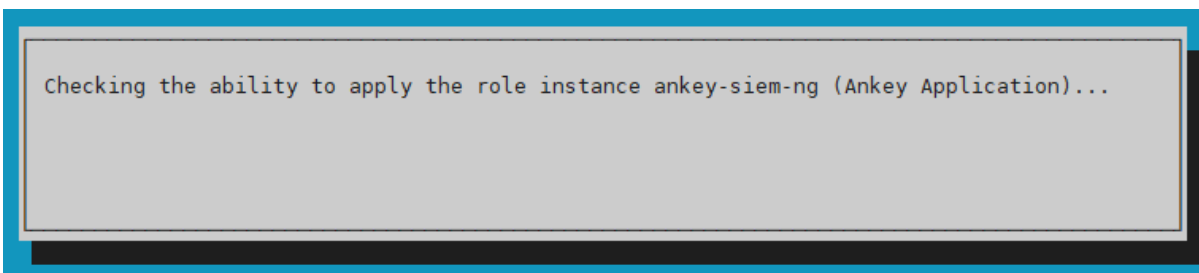 Checking the ability to apply the role instance ankey-siem-ng (Ankey Application)...